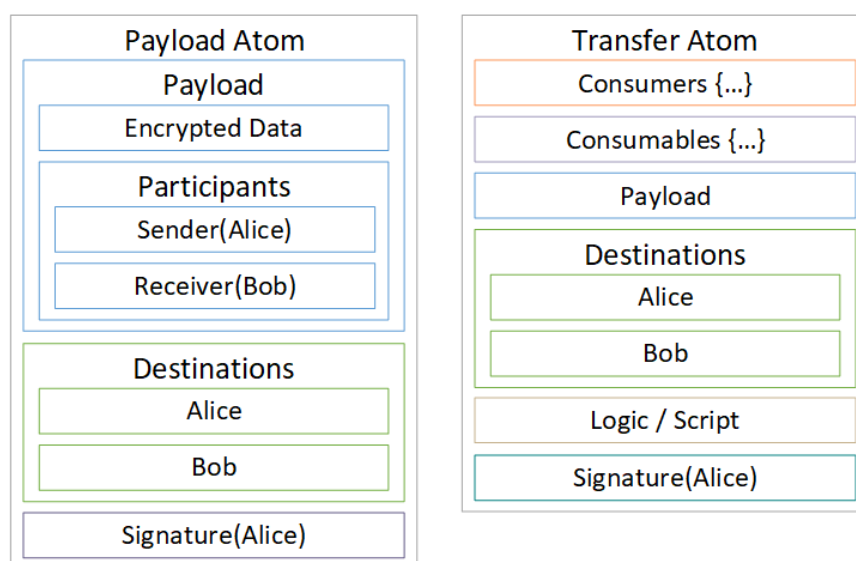 Payload Atom
Payload
Encrypted Data
Participants
Sender(Alice)
Receiver(Bob)
Destinations
Alice
Bob
Signature(Alice)
Transfer Atom
Consumers {...}
Consumables {...}
Payload
Destinations
Alice
Bob
Logic / Script
Signature(Alice)